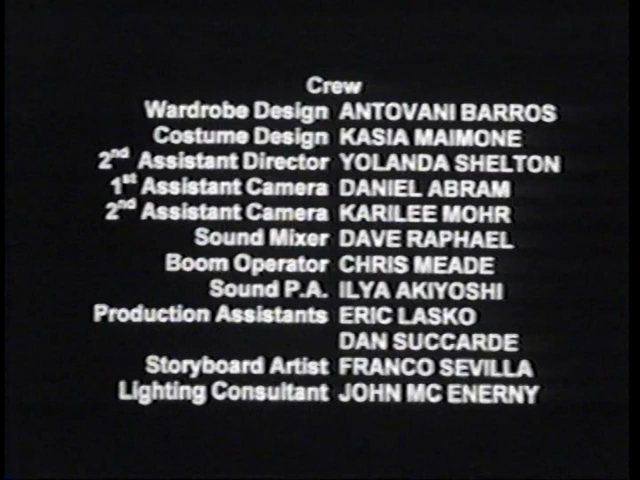 Crew
Wardrobe Design ANTOVANI BARROS
Costume Design KASIA MAIMONE
2nd Assistant Director YOLANDA SHELTON
1st Assistant Camera DANIEL ABRAM
2nd Assistant Camera KARILEE MOHR
Sound Mixer DAVE RAPHAEL
Boom Operator CHRIS MEADE
Sound P.A. ILYA AKIYOSHI
Production Assistants ERIC LASKO
DAN SUCCARDE
Storyboard Artist FRANCO SEVILLA
Lighting Consultant JOHN MC ENERNY